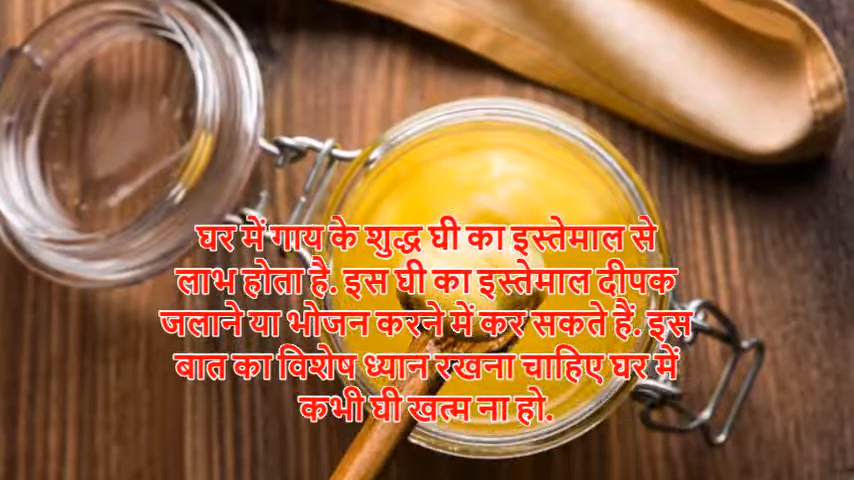 घर में गाय के शुद्ध घी का इस्तेमाल से
लाभ होता है. इस घी का इस्तेमाल दीपक
जलाने या भोजन करने में कर सकते हैं. इस
बात का विशेष ध्यान रखना चाहिए घर में
कभी घी खत्म ना हो.